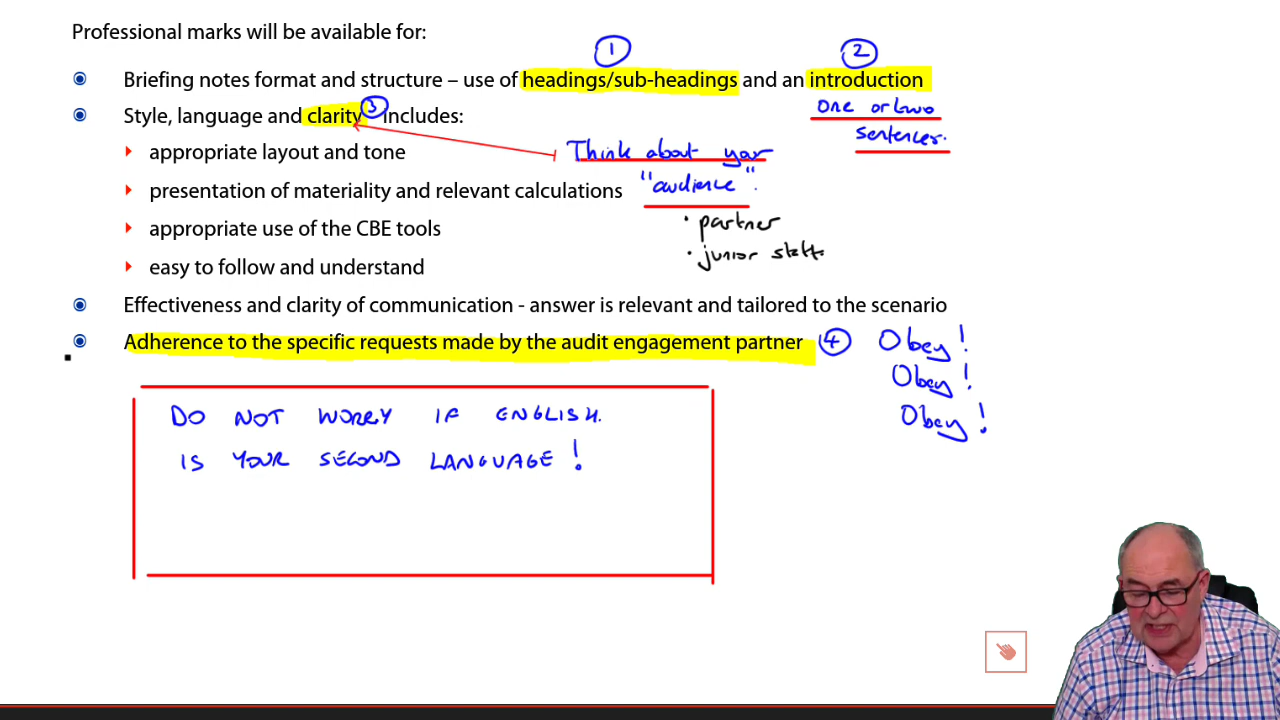 Professional marks will be available for:
1 2
Briefing notes format and structure – use of headings/sub-headings and an introduction
one or two
sentences.
Style, language and clarity 3 includes:
appropriate layout and tone
Think about your
"audience".
presentation of materiality and relevant calculations
• partner
appropriate use of the CBE tools
• junior staff.
easy to follow and understand
Effectiveness and clarity of communication - answer is relevant and tailored to the scenario
Adherence to the specific requests made by the audit engagement partner 4 Obey!
Obey!
Obey!
DO NOT WORRY IF ENGLISH.
IS YOUR SECOND LANGUAGE!